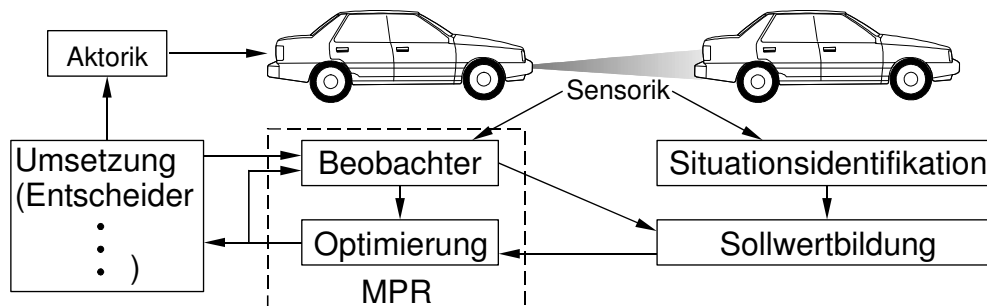 Aktorik
Sensorik
Umsetzung
(Entscheider
)
Beobachter
Situationsidentifikation
Optimierung
Sollwertbildung
MPR